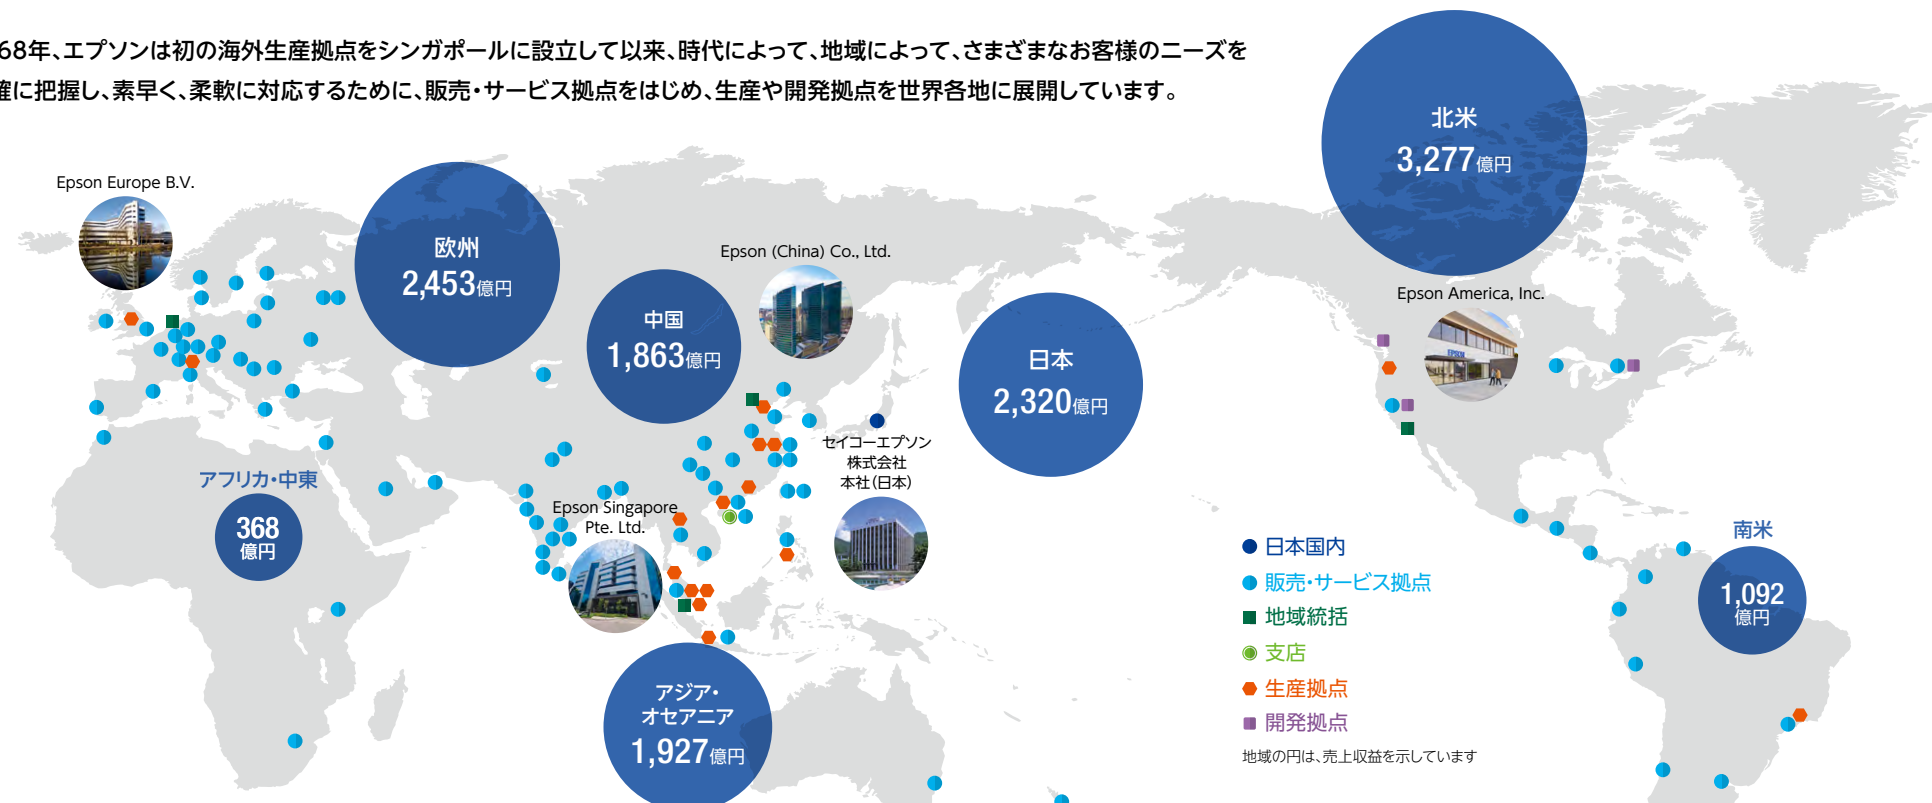 68年、エプソンは初の海外生産拠点をシンガポールに設立して以来、時代によって、地域によって、さまざまなお客様のニーズを
確に把握し、素早く、柔軟に対応するために、販売・サービス拠点をはじめ、生産や開発拠点を世界各地に展開しています。
北米
3,277億円
Epson Europe B.V.
欧州
2,453億円
Epson (China) Co., Ltd.
中国
1,863億円
Epson America, Inc.
EPSON
日本
2,320億円
セイコーエプソン
株式会社
本社(日本)
アフリカ・中東
368
億円
Epson Singapore
Pte. Ltd.
南米
1,092
億円
アジア・
オセアニア
1,927億円
日本国内
販売・サービス拠点
地域統括
支店
生産拠点
開発拠点
地域の円は、売上収益を示しています